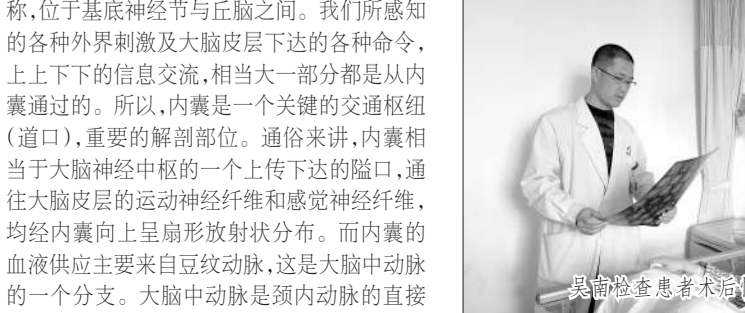 称,位于基底神经节与丘脑之间。我们所感知
的各种外界刺激及大脑皮层下达的各种命令,
上上下下的信息交流,相当大一部分都是从内
囊通过的。所以,内囊是一个关键的交通枢纽
(道口),重要的解剖部位。通俗来讲,内囊相
当于大脑神经中枢的一个上传下达的隘口,通
往大脑皮层的运动神经纤维和感觉神经纤维,
均经内囊向上呈扇形放射状分布。而内囊的
血液供应主要来自豆纹动脉,这是大脑中动脉
的一个分支。大脑中动脉是颈内动脉的直接
吴南检查患者术后